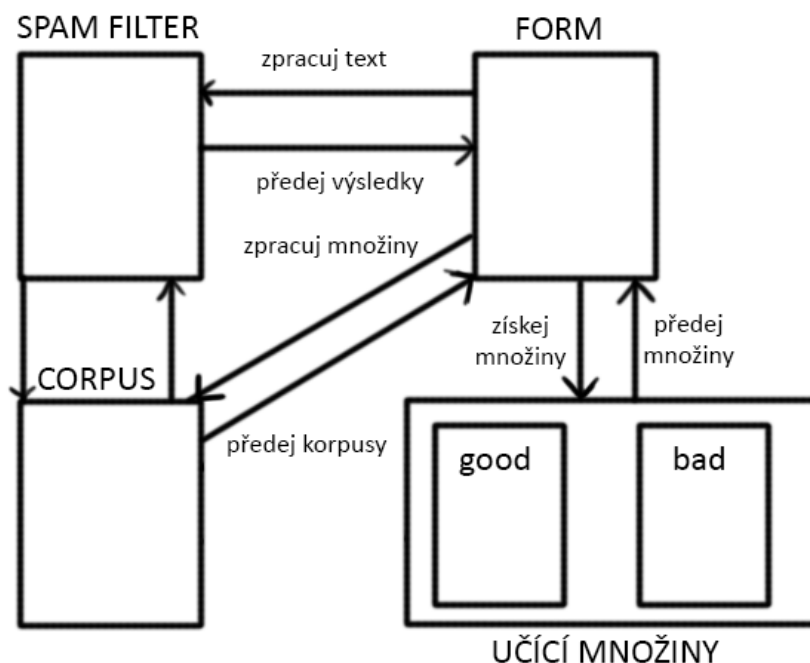 SPAM FILTER
FORM
zpracuj text
předej výsledky
zpracuj množiny
získej
množiny
předej
množiny
CORPUS
předej korpusy
good
bad
UČÍCÍ MNOŽINY